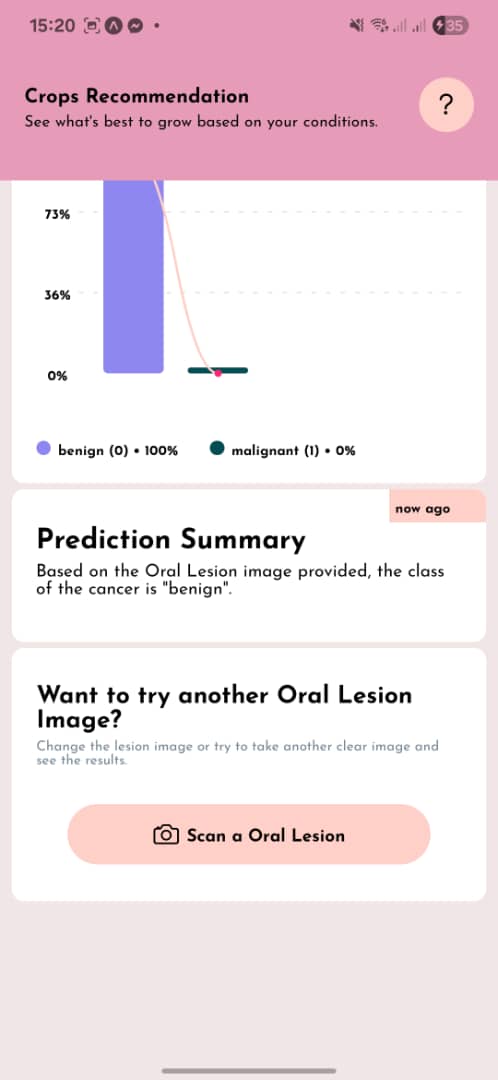 15:20
35
Crops Recommendation
See what's best to grow based on your conditions.
?
73%
36%
0%
benign (0) • 100%
malignant (1) • 0%
now ago
Prediction Summary
Based on the Oral Lesion image provided, the class
of the cancer is "benign".
Want to try another Oral Lesion
Image?
Change the lesion image or try to take another clear image and
see the results.
Scan a Oral Lesion